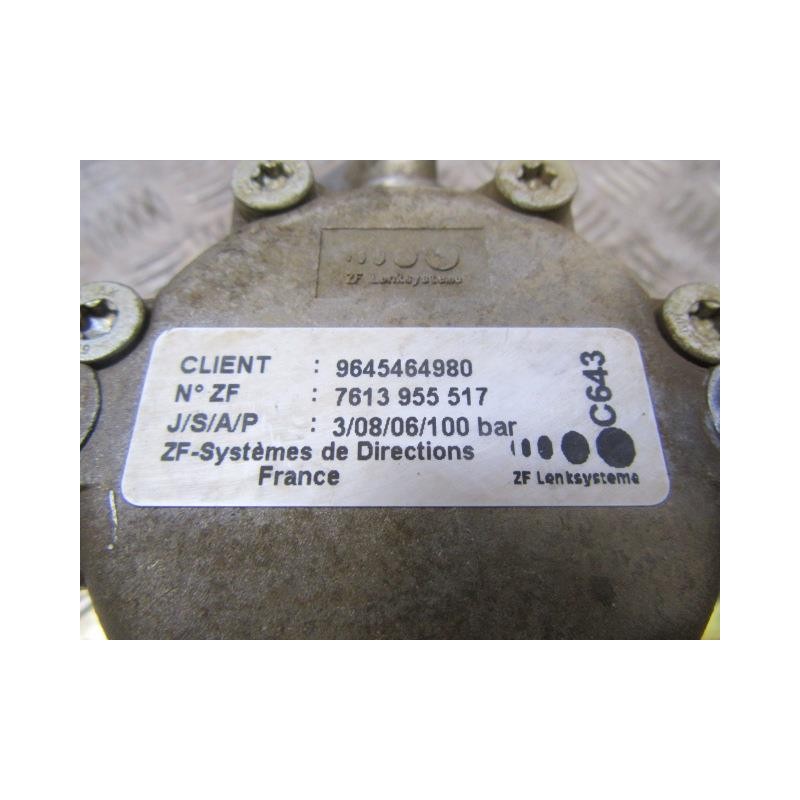 ZF Lenksysteme
CLIENT : 9645464980
N° ZF : 7613 955 517
J/S/A/P : 3/08/06/100 bar
ZF-Systèmes de Directions
France
C643
ZF Lenksysteme